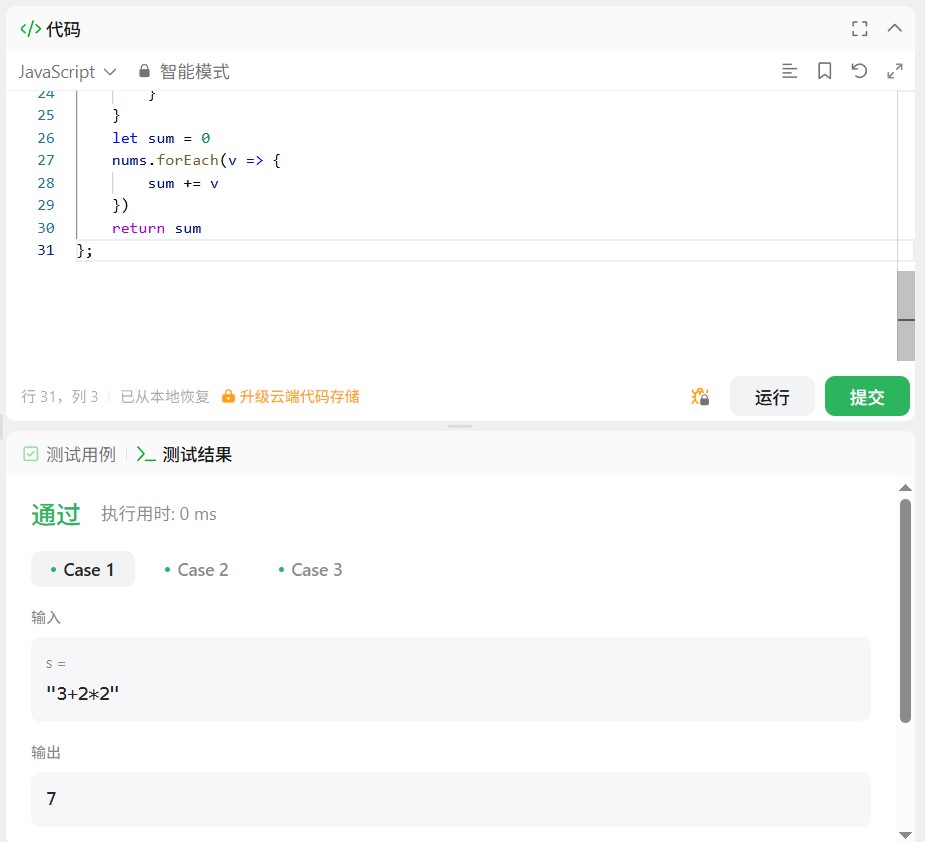 </> 代码
JavaScript 智能模式
24 }
25 }
26 let sum = 0
27 nums.forEach(v => {
28 sum += v
29 })
30 return sum
31 };
行 31，列 3 已从本地恢复 升级云端代码存储 运行 提交
测试用例 >_ 测试结果
通过 执行用时: 0 ms
• Case 1 • Case 2 • Case 3
输入
s =
"3+2*2"
输出
7